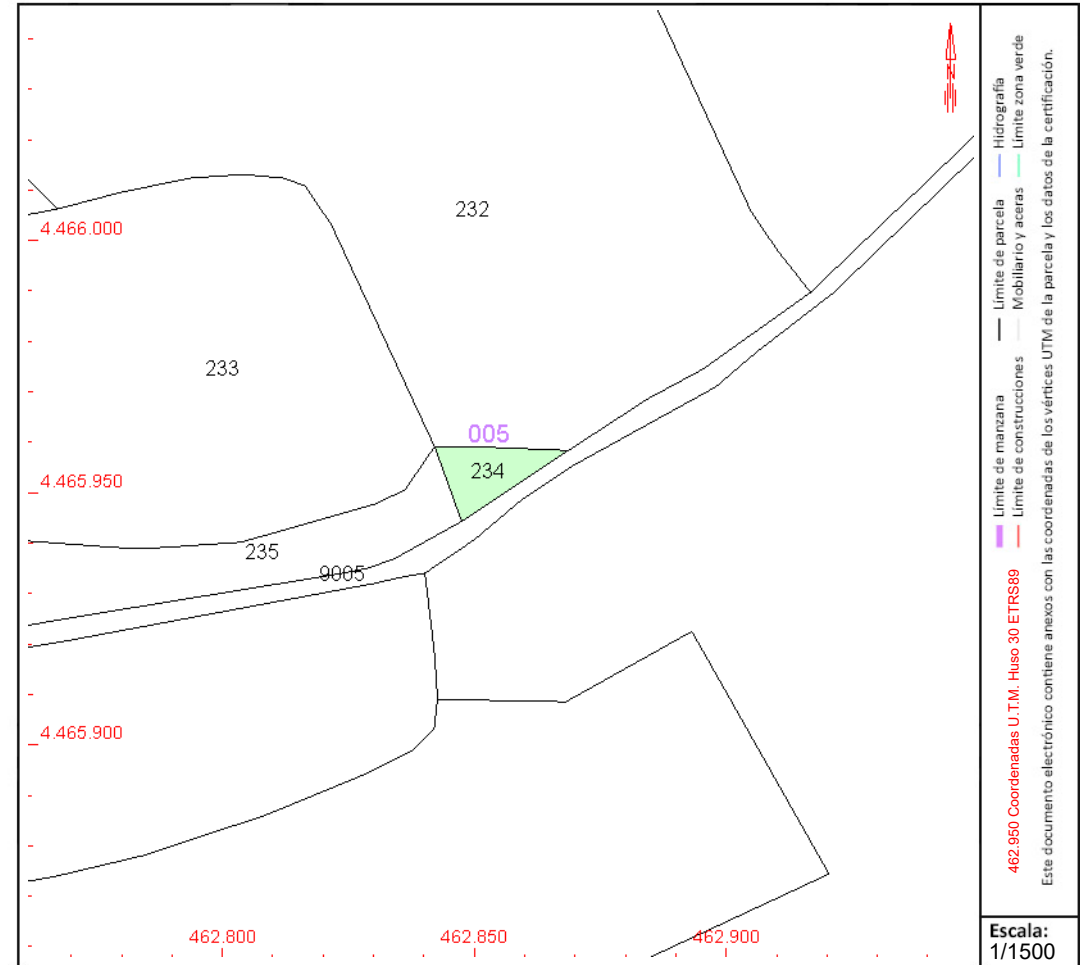 232
4.466.000
233
005
234
4.465.950
235
9005
4.465.900
462.800
462.850
462.900
N
Hidrografía
Límite zona verde
Límite de parcela
Mobiliario y aceras
Límite de manzana
Límite de construcciones
462.950 Coordenadas U.T.M. Huso 30 ETRS89
Este documento electrónico contiene anexos con las coordenadas de los vértices UTM de la parcela y los datos de la certificación.
Escala:
1/1500